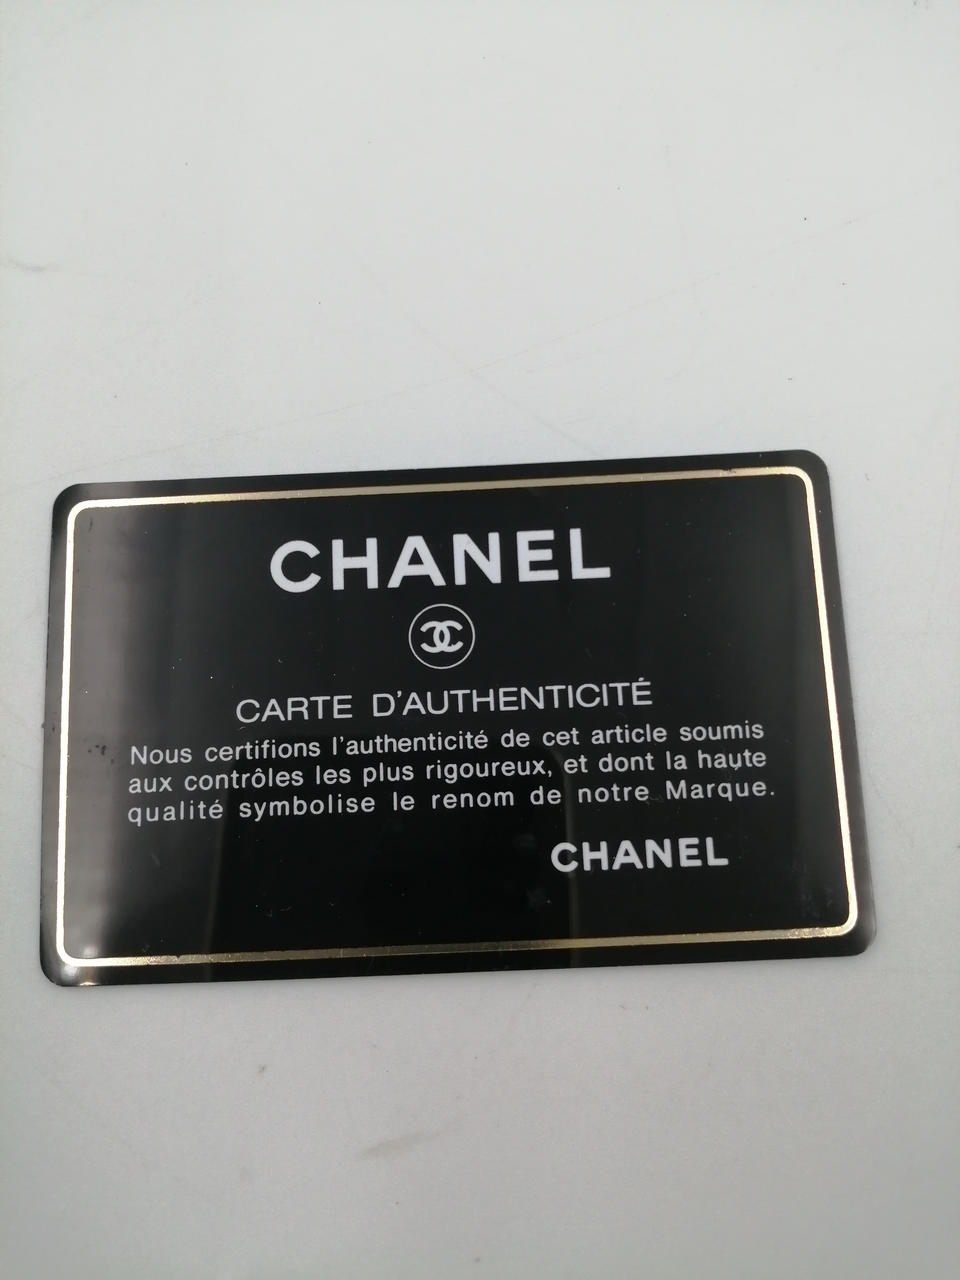 CHANEL
CARTE D'AUTHENTICITÉ
Nous certifions l'authenticité de cet article soumis
aux contrôles les plus rigoureux, et dont la haute
qualité symbolise le renom de notre Marque.
CHANEL